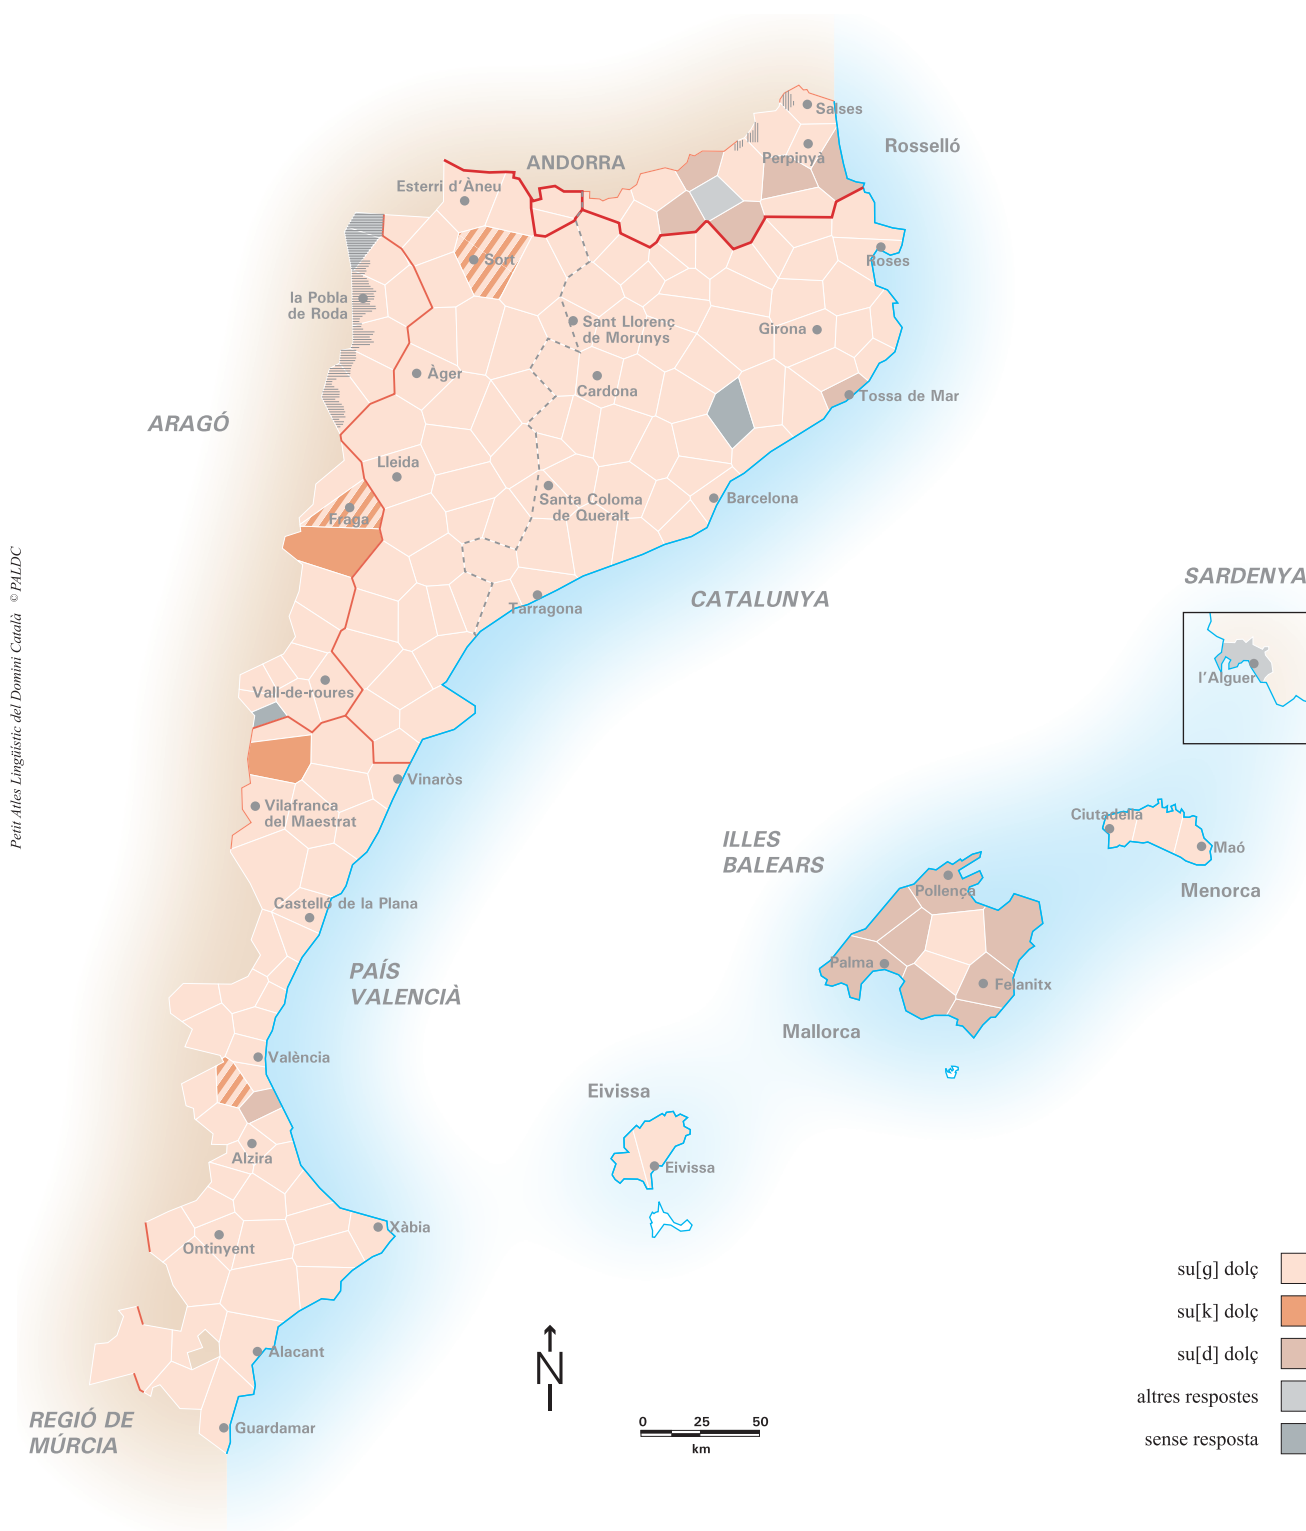 Salses
Rosselló
Perpinyà
ANDORRA
Esterri d'Àneu
Sort
Roses
la Pobla
de Roda
Sant Llorenç
de Morunys
Girona
Àger
Cardona
Tossa de Mar
ARAGÓ
Lleida
Santa Coloma
de Queralt
Barcelona
Fraga
Petit Atles Lingüístic del Domini Català © PALDC
SARDENYA
CATALUNYA
Tarragona
l'Alguer
Vall-de-roures
Vinaròs
Vilafranca
del Maestrat
Ciutadella
Maó
ILLES
BALEARS
Pollença
Menorca
Castelló de la Plana
PAÍS
VALENCIÀ
Palma
Felanitx
Mallorca
València
Eivissa
Alzira
Eivissa
Xàbia
Ontinyent
su[g] dolç
su[k] dolç
su[d] dolç
altres respostes
sense resposta
Alacant
N
REGIÓ DE
MÚRCIA
Guardamar
0 25 50
km